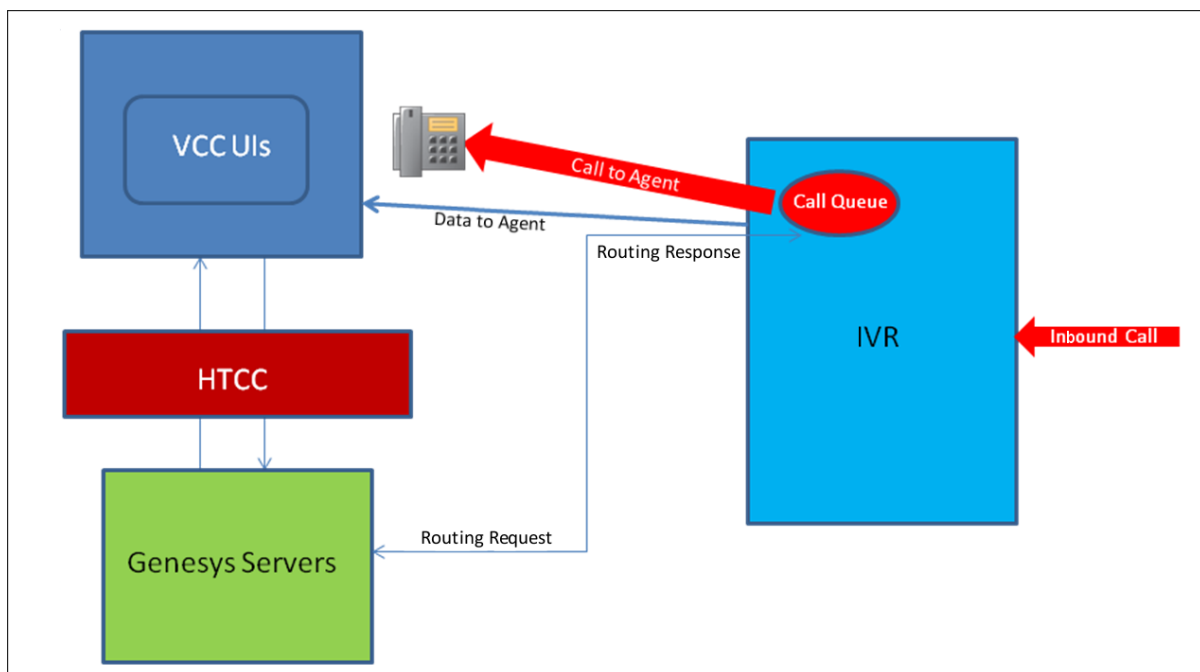 VCC UIs
Call to Agent
Call Queue
Data to Agent
Routing Response
IVR
Inbound Call
HTCC
Routing Request
Genesys Servers